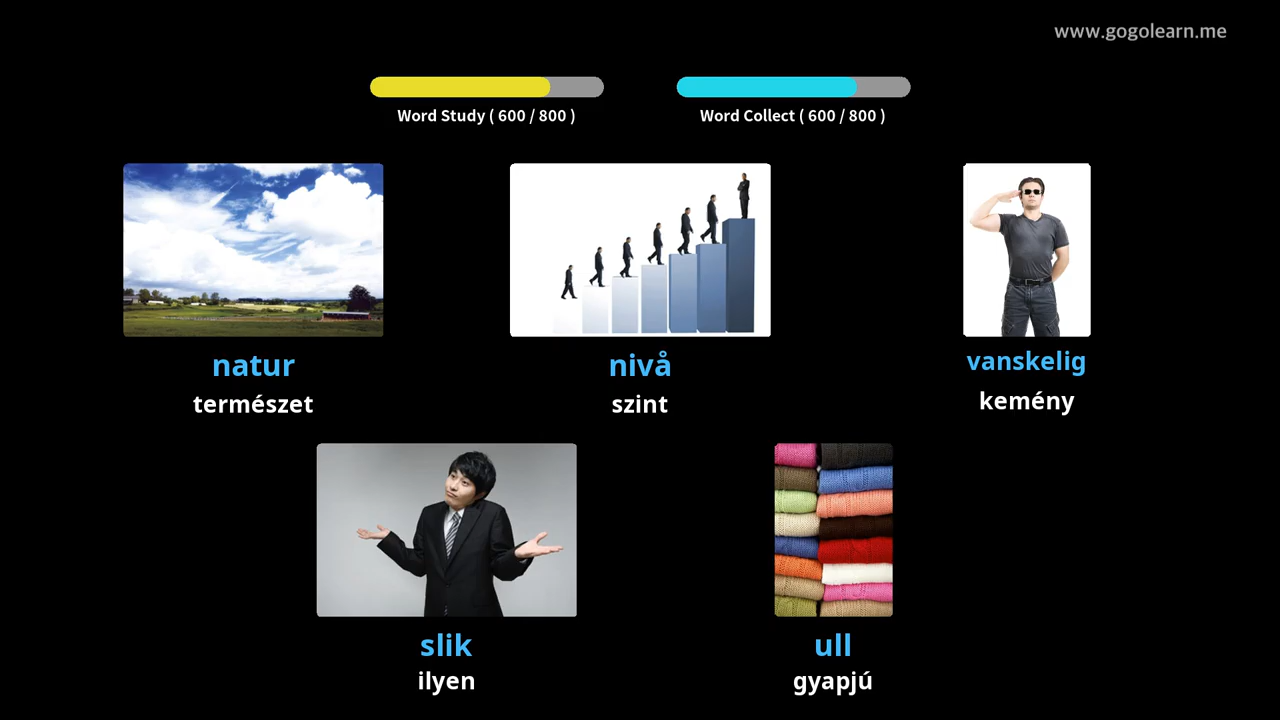 www.gogolearn.me
Word Study ( 600 / 800 )
Word Collect ( 600 / 800 )
natur
természet
nivå
szint
vanskelig
kemény
slik
ilyen
ull
gyapjú